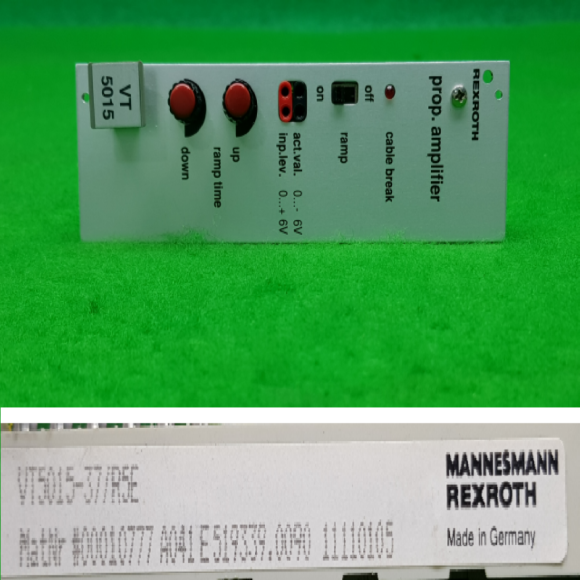 REXROTH
prop. amplifier
cable break
off
on
ramp
act.val. 0...- 6V
inp.lev. 0...+ 6V
up
ramp time
down
VT
5015
VT5015-37/R5E
MANNESMANN
REXROTH
Made in Germany